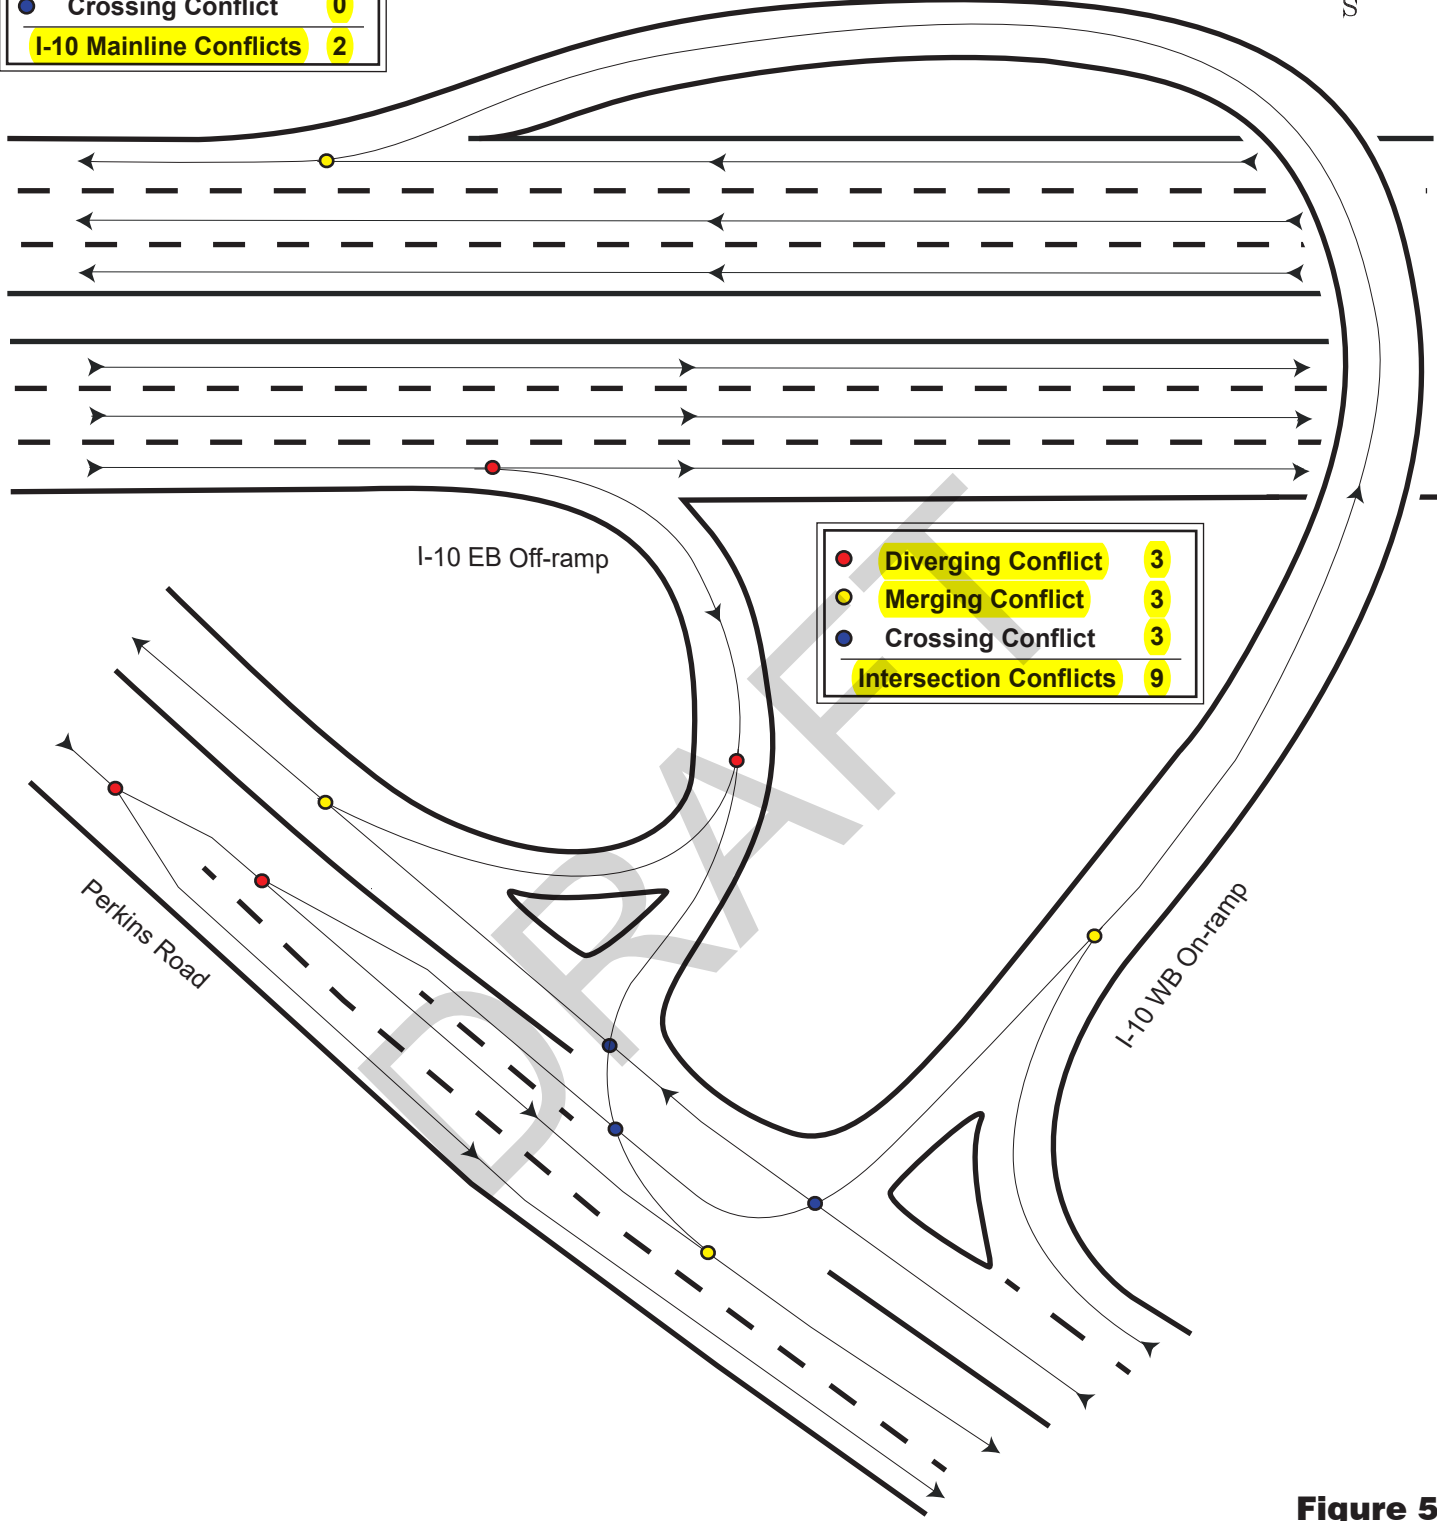 Crossing Conflict 0
I-10 Mainline Conflicts 2
S
I-10 EB Off-ramp
Diverging Conflict 3
Merging Conflict 3
Crossing Conflict 3
Intersection Conflicts 9
DRAFT
Perkins Road
I-10 WB On-ramp
Figure 5